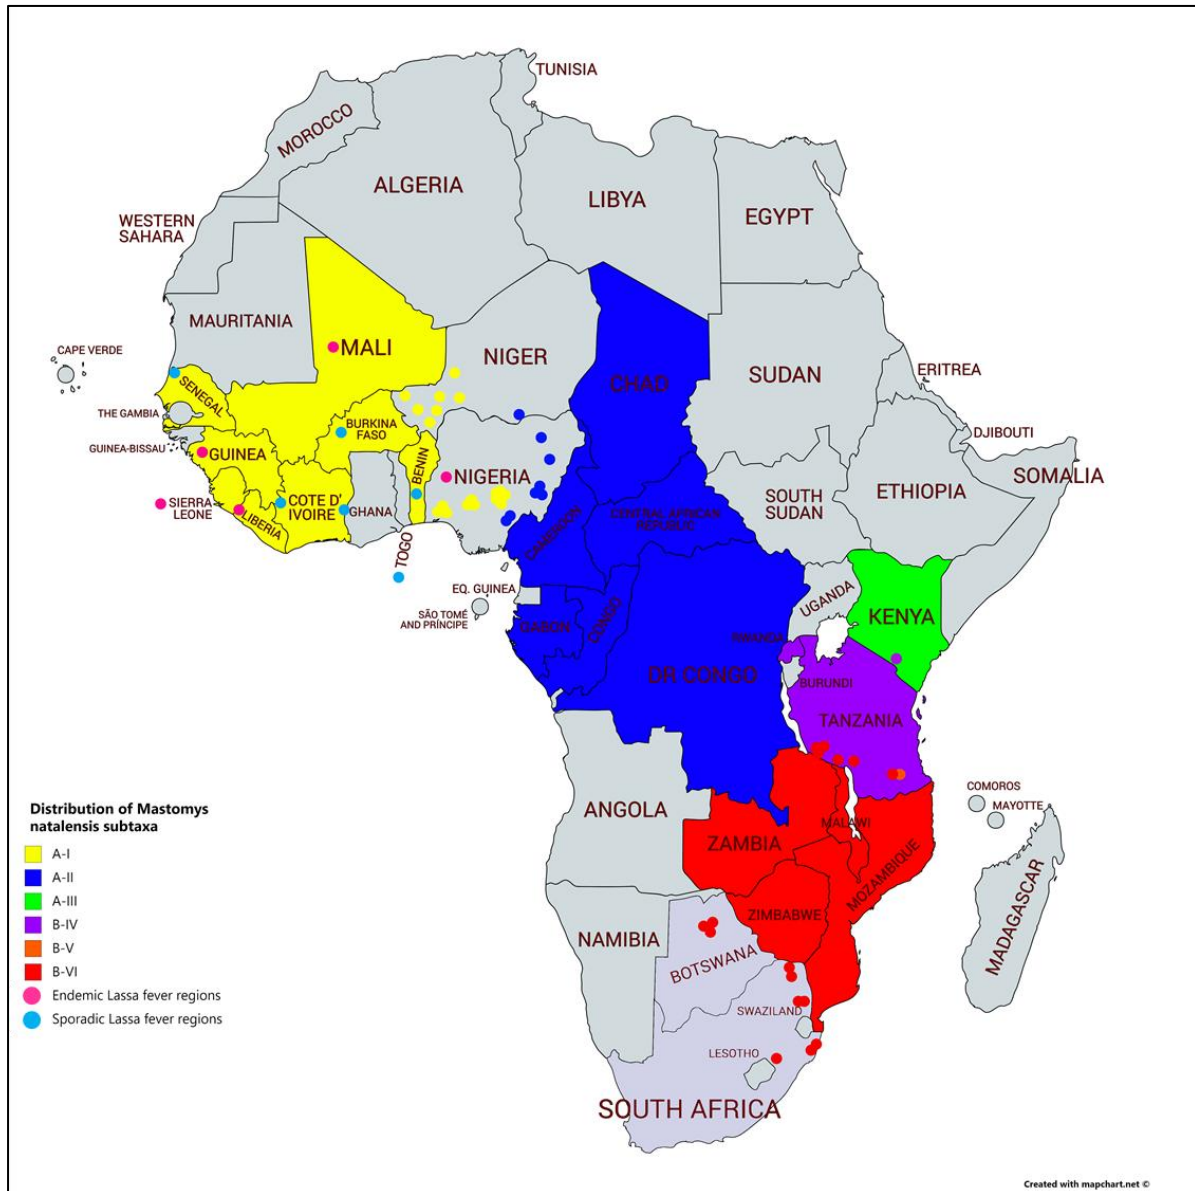 TUNISIA
MOROCCO
ALGERIA
LIBYA
EGYPT
WESTERN
SAHARA
MAURITANIA
MALI
NIGER
CHAD
SUDAN
ERITREA
CAPE VERDE
SENEGAL
THE GAMBIA
BURKINA
FASO
DJIBOUTI
GUINEA-BISSAU
GUINEA
BENIN
NIGERIA
SOMALIA
SIERRA
LEONE
LIBERIA
COTE D'
IVOIRE
GHANA
SOUTH
SUDAN
ETHIOPIA
CENTRAL AFRICAN
REPUBLIC
CAMEROON
TOGO
EQ. GUINEA
SÃO TOMÉ
AND PRÍNCIPE
GABON
CONGO
UGANDA
KENYA
RWANDA
DR CONGO
BURUNDI
TANZANIA
COMOROS
MAYOTTE
ANGOLA
MALAWI
ZAMBIA
MOZAMBIQUE
MADAGASCAR
ZIMBABWE
NAMIBIA
BOTSWANA
SWAZILAND
LESOTHO
SOUTH AFRICA
Distribution of Mastomys
natalensis subtaxa
A-I
A-II
A-III
B-IV
B-V
B-VI
Endemic Lassa fever regions
Sporadic Lassa fever regions
Created with mapchart.net ©